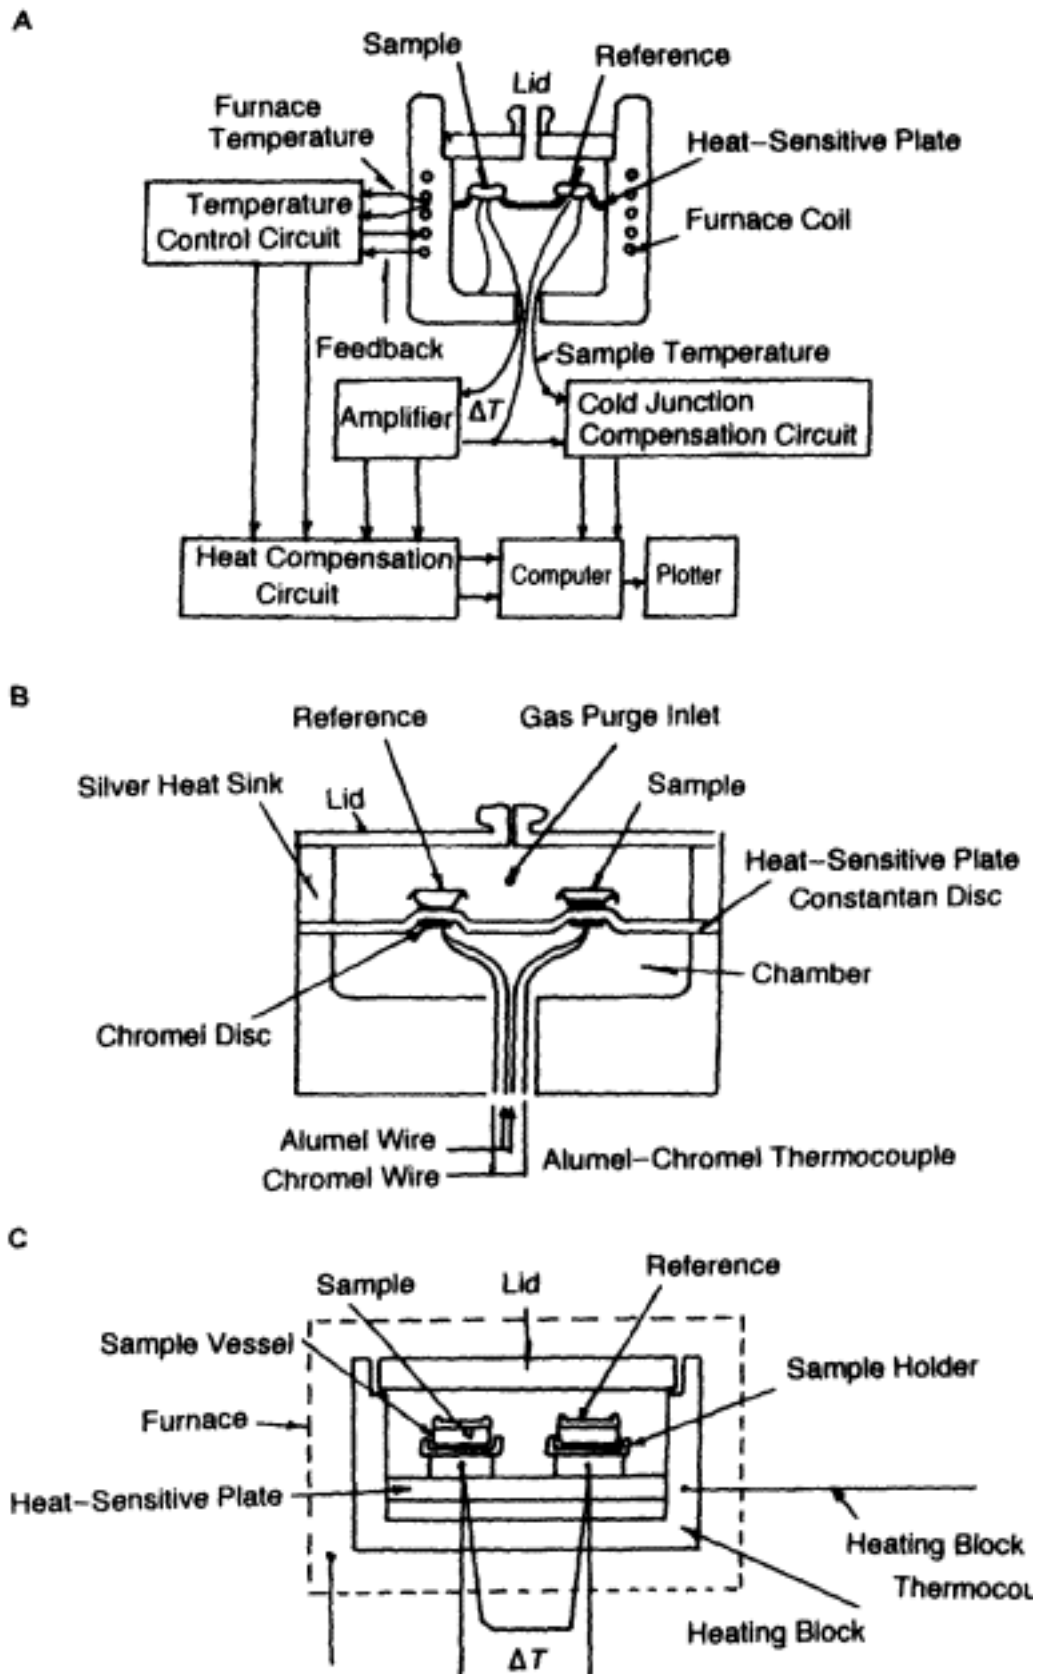 A
Sample
Reference
Lid
Furnace
Temperature
Heat-Sensitive Plate
Temperature
Control Circuit
Furnace Coil
Feedback
Sample Temperature
Amplifier
ΔT
Cold Junction
Compensation Circuit
Heat Compensation
Circuit
Computer
Plotter
B
Reference
Gas Purge Inlet
Silver Heat Sink
Lid
Sample
Heat-Sensitive Plate
Constantan Disc
Chamber
Chromel Disc
Alumel Wire
Chromel Wire
Alumel-Chromel Thermocouple
C
Sample
Lid
Reference
Sample Vessel
Sample Holder
Furnace
Heat-Sensitive Plate
Heating Block
Thermocou
Heating Block
ΔT